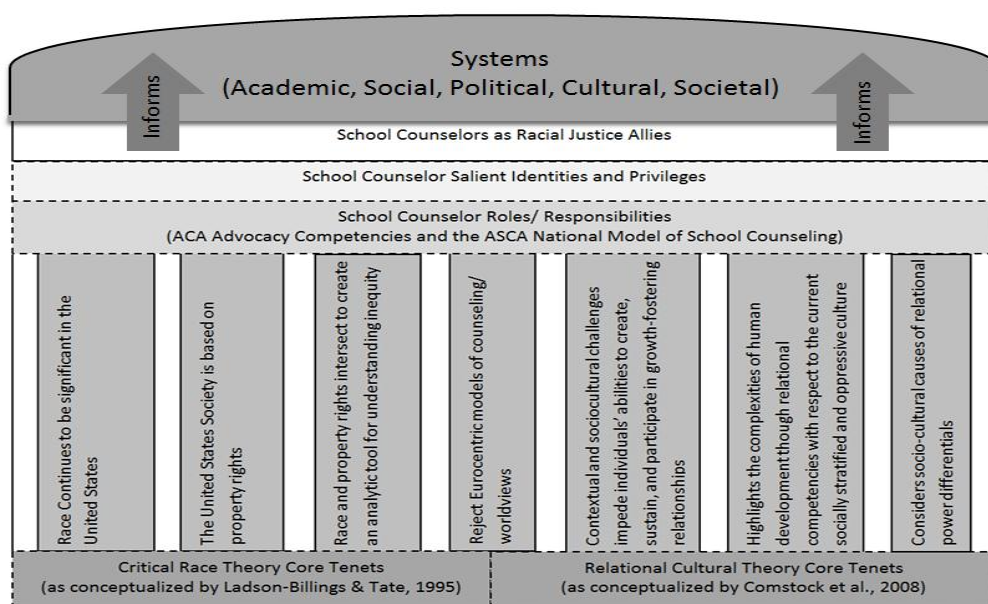 Systems
(Academic, Social, Political, Cultural, Societal)
Informs
Informs
School Counselors as Racial Justice Allies
School Counselor Salient Identities and Privileges
School Counselor Roles/ Responsibilities
(ACA Advocacy Competencies and the ASCA National Model of School Counseling)
Race Continues to be significant in the
United States
The United States Society is based on
property rights
Race and property rights intersect to create
an analytic tool for understanding inequity
Reject Eurocentric models of counseling/
worldviews
Contextual and sociocultural challenges
impede individuals' abilities to create,
sustain, and participate in growth-fostering
relationships
Highlights the complexities of human
development though relational
competencies with respect to the current
socially stratified and oppressive culture
Considers socio-cultural causes of relational
power differentials
Critical Race Theory Core Tenets
(as conceptualized by Ladson-Billings & Tate, 1995)
Relational Cultural Theory Core Tenets
(as conceptualized by Comstock et al., 2008)